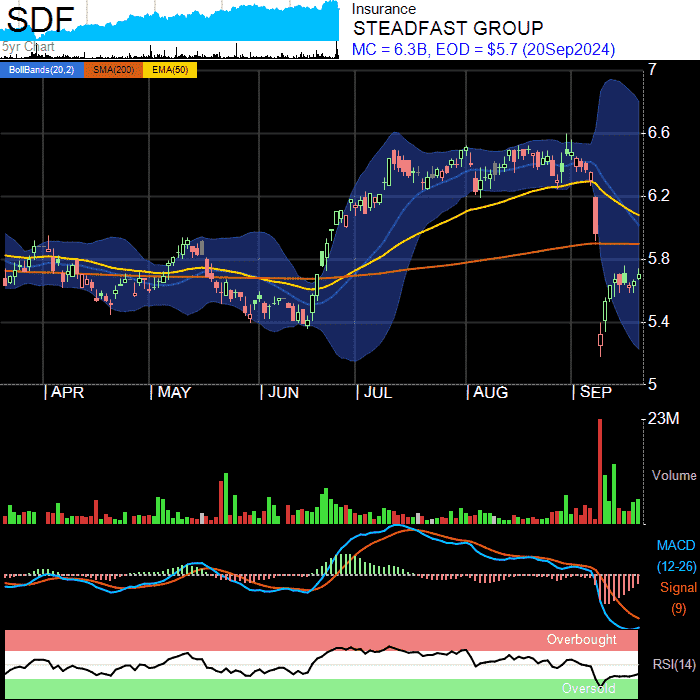 SDF
5yr Chart
Insurance
STEADFAST GROUP
MC = 6.3B, EOD = $5.7 (20Sep2024)
BollBands(20,2) SMA(200) EMA(50)
7
6.6
6.2
5.8
5.4
5
| APR | MAY | JUN | JUL | AUG | SEP
23M
Volume
MACD
(12-26)
Signal
(9)
Overbought
RSI(14)
Oversold